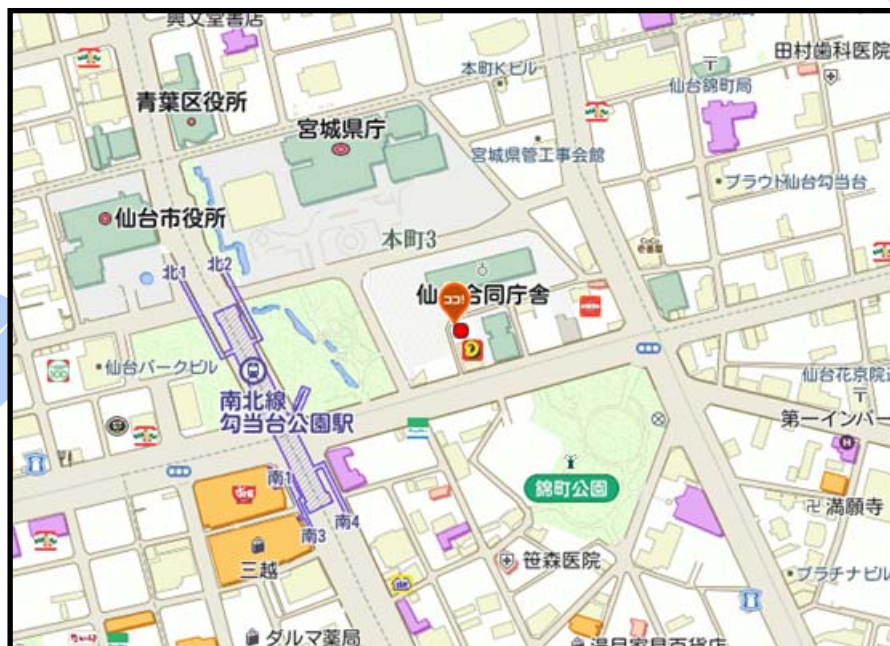 興文堂書店
田村歯科医院
本町Kビル
仙台錦町局
青葉区役所
宮城県庁
宮城県管工事会館
プラウド仙台勾当台
仙台市役所
本町3
北1
北2
仙台合同庁舎
ココ!
仙台パークビル
南北線
勾当台公園駅
仙台花京院
第一インバー
錦町公園
南1
南4
南3
満願寺
三越
笹森医院
プラチナビル
ダルマ薬局